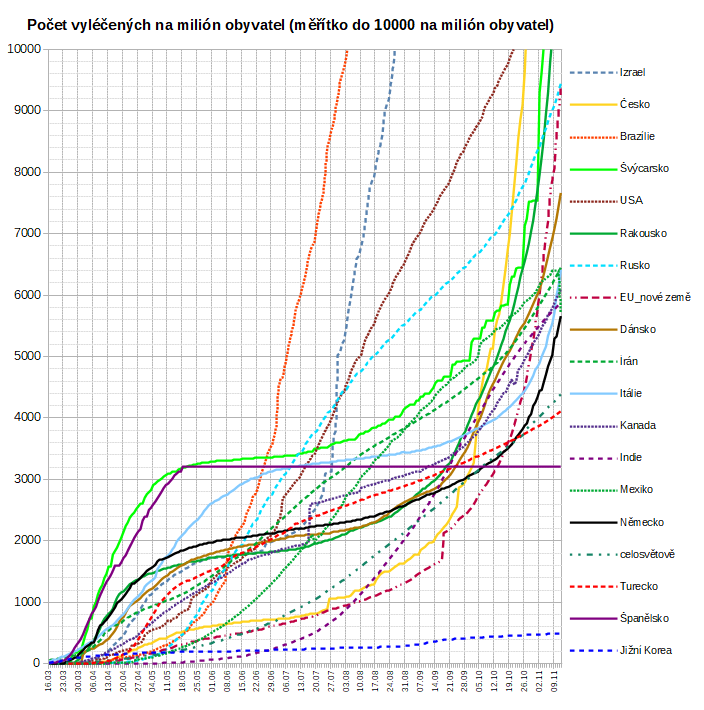 Počet vyléčených na milión obyvatel (měřítko do 10000 na milión obyvatel)
10000
9000
8000
7000
6000
5000
4000
3000
2000
1000
0
16.03
23.03
30.03
06.04
13.04
20.04
27.04
04.05
11.05
18.05
25.05
01.06
08.06
15.06
22.06
29.06
06.07
13.07
20.07
27.07
03.08
10.08
17.08
24.08
31.08
07.09
14.09
21.09
28.09
05.10
12.10
19.10
26.10
02.11
09.11
Izrael
Česko
Brazílie
Švýcarsko
USA
Rakousko
Rusko
EU_nové země
Dánsko
Irán
Itálie
Kanada
Indie
Mexiko
Německo
celosvětově
Turecko
Španělsko
Jižní Korea